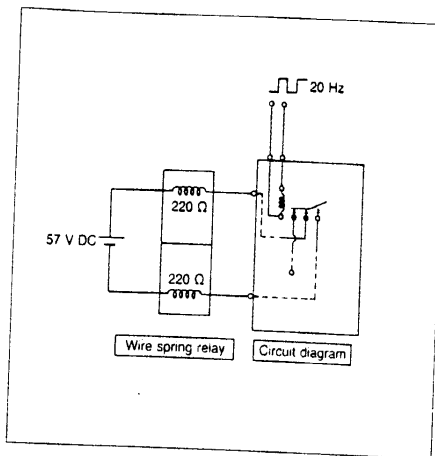 20 Hz
220 Ω
57 V DC
220 Ω
Wire spring relay
Circuit diagram